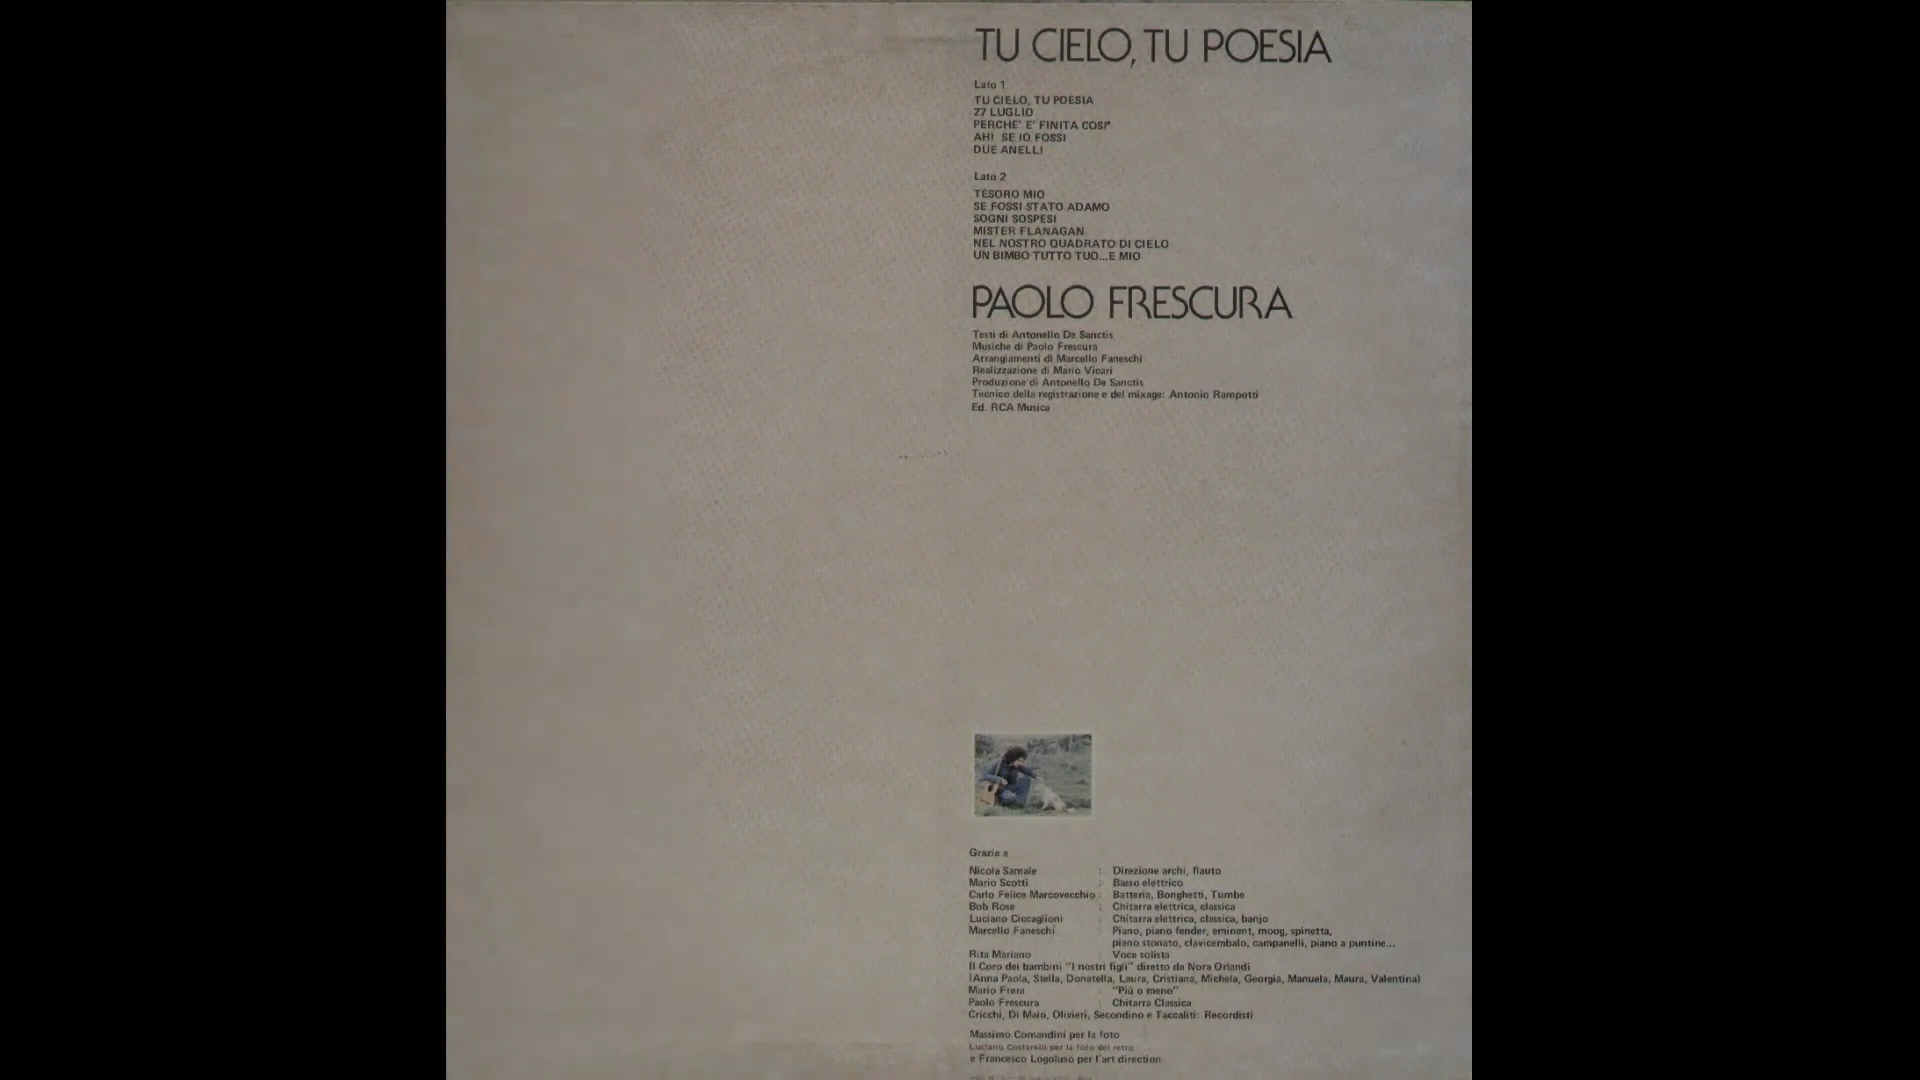 TU CIELO, TU POESIA
Lato 1
TU CIELO, TU POESIA
27 LUGLIO
PERCHE' E' FINITA COSI'
AH! SE IO FOSSI
DUE ANELLI
Lato 2
TESORO MIO
SE FOSSI STATO ADAMO
SOGNI SOSPESI
MISTER FLANAGAN
NEL NOSTRO QUADRATO DI CIELO
UN BIMBO TUTTO TUO...E MIO
PAOLO FRESCURA
Testi di Antonello De Sanctis
Musiche di Paolo Frescura
Arrangiamenti di Marcello Faneschi
Realizzazione di Mario Vicari
Produzione di Antonello De Sanctis
Tecnico della registrazione e del mixage: Antonio Rampotti
Ed. RCA Musica
Grazie a
Nicola Samale : Direzione archi, flauto
Mario Scotti : Basso elettrico
Carlo Felice Marcovecchio : Batteria, Bonghetti, Tumbe
Bob Rose : Chitarra elettrica, classica
Luciano Ciccaglioni : Chitarra elettrica, classica, banjo
Marcello Faneschi : Piano, piano fender, eminent, moog, spinetta,
piano stonato, clavicembalo, campanelli, piano a puntine...
Rita Mariano : Voce solista
Il Coro dei bambini "I nostri figli" diretto da Nora Orlandi
(Anna Paola, Stella, Donatella, Laura, Cristiana, Michela, Georgia, Manuela, Maura, Valentina)
Mario Frera : "Più o meno"
Paolo Frescura : Chitarra Classica
Cricchi, Di Maio, Olivieri, Secondino e Taccaliti: Recordisti
Massimo Comandini per la foto
Luciano Costarelli per la foto del retro
e Francesco Logoluso per l'art direction